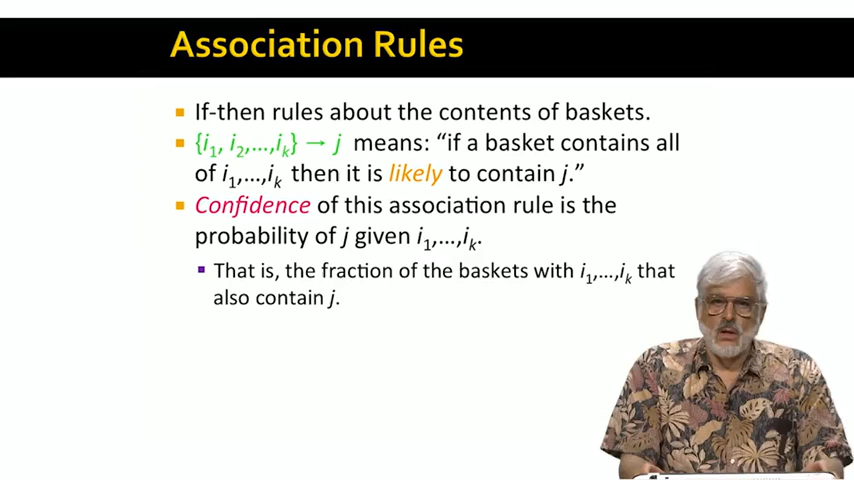 Association Rules
▪ If-then rules about the contents of baskets.
▪ {i₁, i₂,…,iₖ} → j means: “if a basket contains all
of i₁,…,iₖ then it is likely to contain j.”
▪ Confidence of this association rule is the
probability of j given i₁,…,iₖ.
▪ That is, the fraction of the baskets with i₁,…,iₖ that
also contain j.